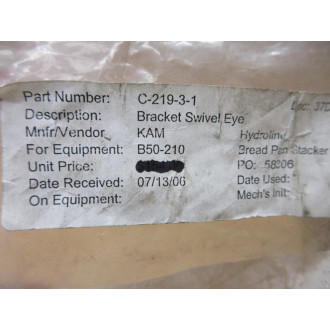 Part Number: C-219-3-1
Description: Bracket Swivel Eye
Mnfr/Vendor KAM Hydroline
For Equipment: B50-210 Bread Pan Stacker
Unit Price: PO: 58206
Date Received: 07/13/06 Date Used:
On Equipment: Mech's Init: